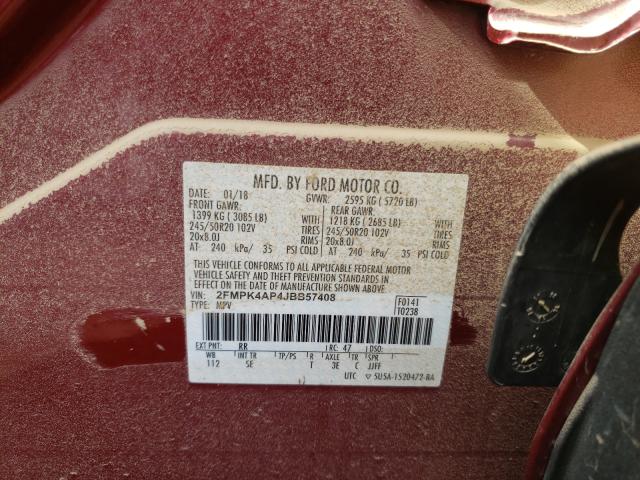 MFD. BY FORD MOTOR CO.
DATE: 01/18 GVWR: 2595 KG ( 5720 LB)
FRONT GAWR: REAR GAWR:
1399 KG ( 3085 LB) WITH 1218 KG ( 2685 LB) WITH
245/50R20 102V TIRES 245/50R20 102V TIRES
20x8.0J RIMS 20x8.0J RIMS
AT 240 kPa/ 35 PSI COLD AT 240 kPa/ 35 PSI COLD
THIS VEHICLE CONFORMS TO ALL APPLICABLE FEDERAL MOTOR
VEHICLE SAFETY AND THEFT PREVENTION STANDARDS IN
EFFECT ON THE DATE OF MANUFACTURE SHOWN ABOVE.
VIN: 2FMPK4AP4JBB57408 F0141
TYPE: MPV T0238
EXT PNT: RR RC: 47 DSO:
WB INT TR TP/PS R AXLE TR SPR
112 SE T 3E C JJFF
UTC ▽ 5U5A-1520472-BA